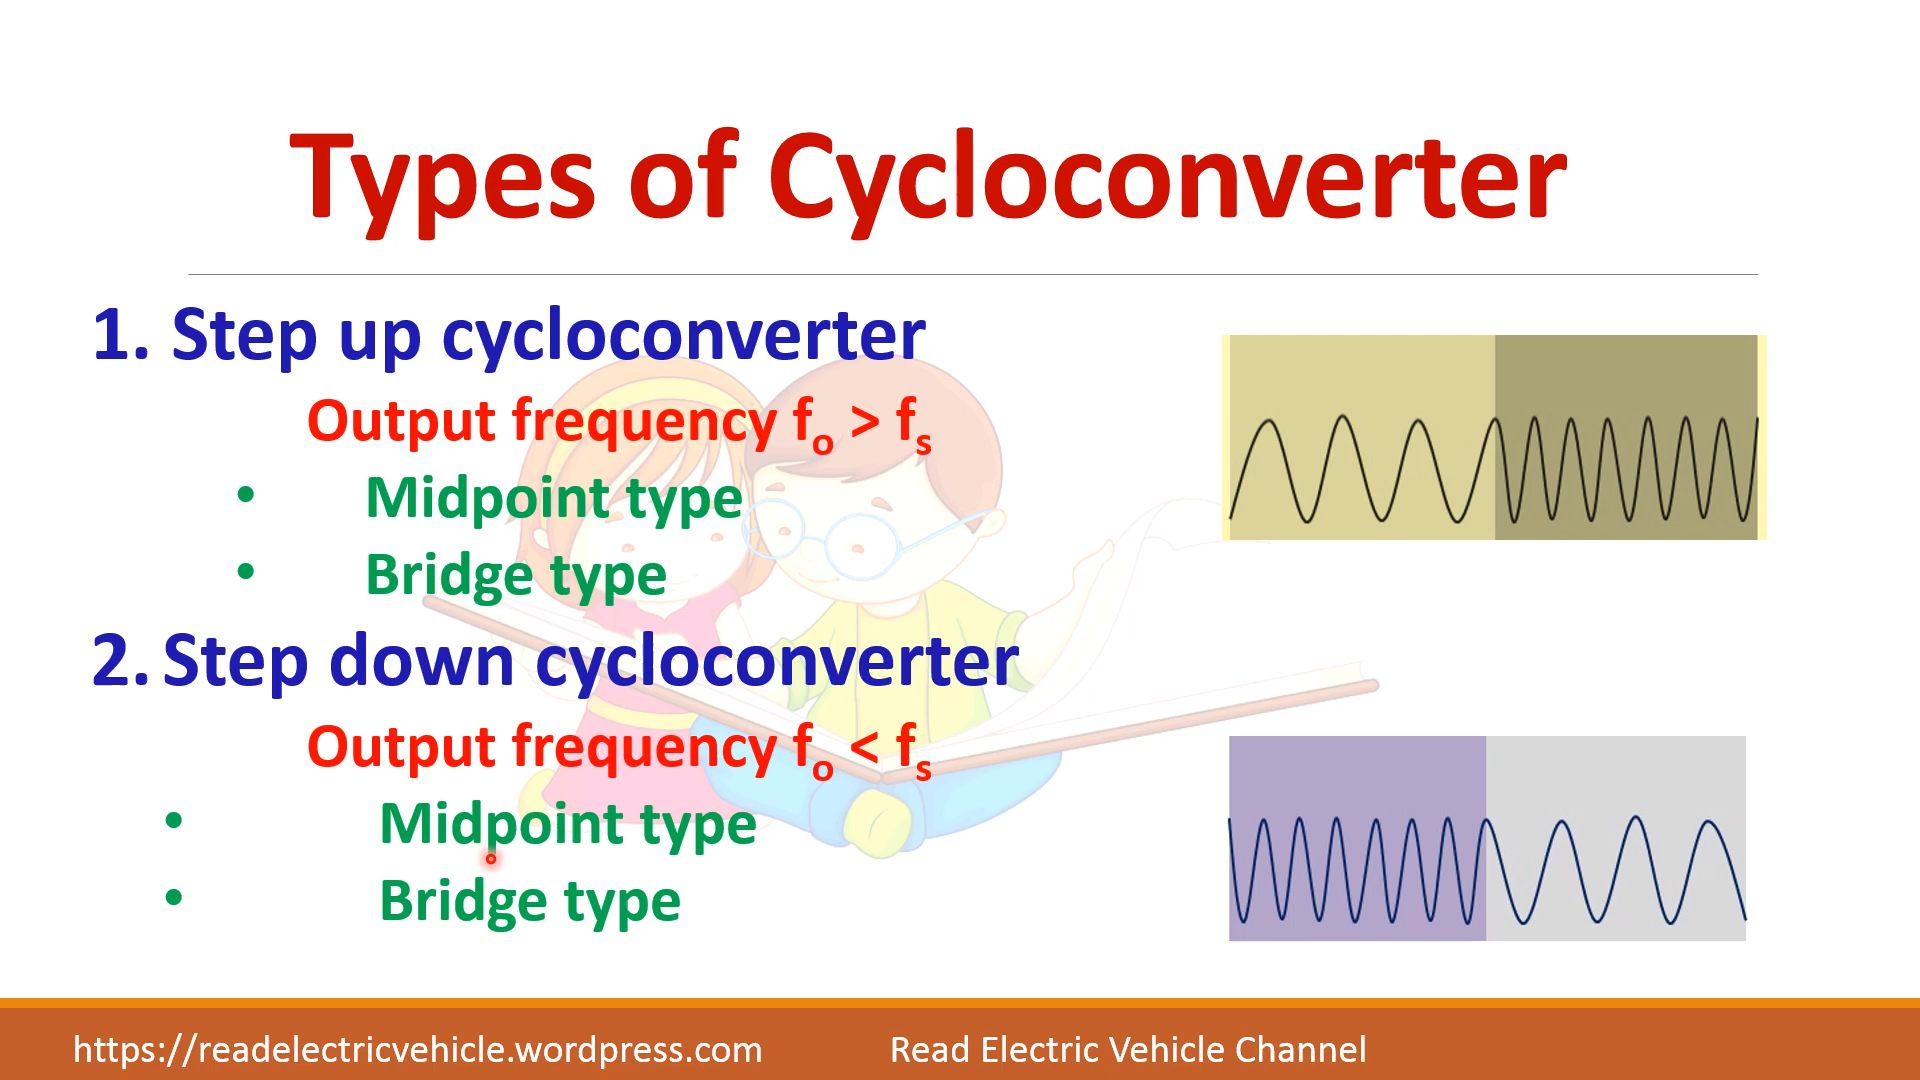 Types of Cycloconverter
1. Step up cycloconverter
Output frequency fₒ > fₛ
• Midpoint type
• Bridge type
2. Step down cycloconverter
Output frequency fₒ < fₛ
• Midpoint type
• Bridge type
https://readelectricvehicle.wordpress.com Read Electric Vehicle Channel